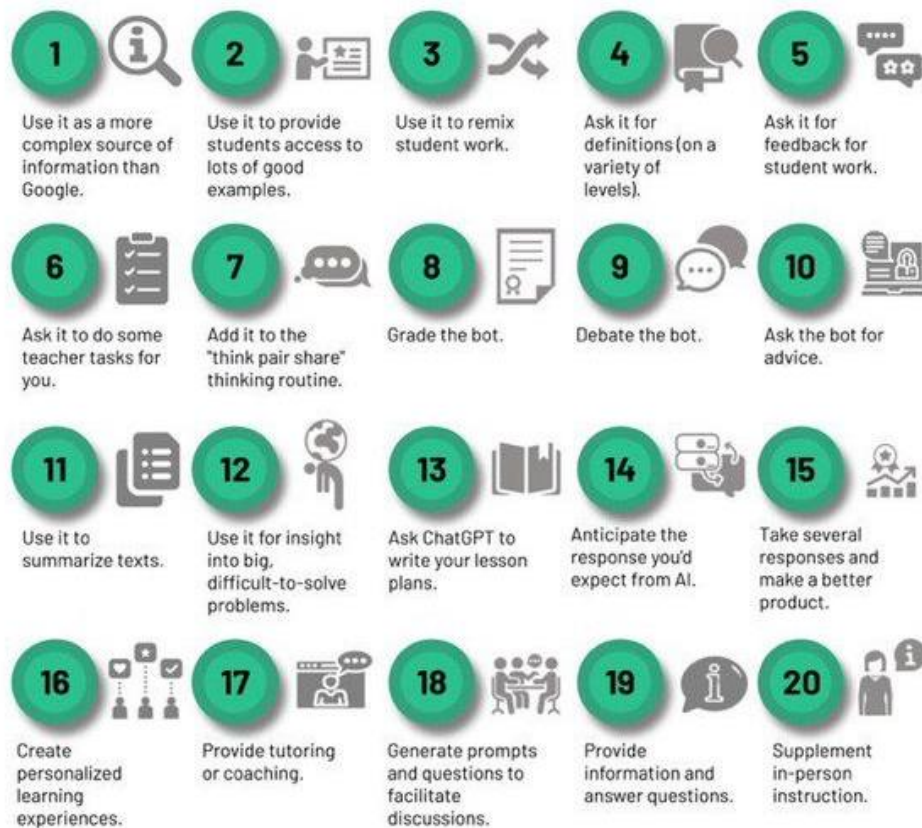 1
Use it as a more
complex source of
information than
Google.
2
Use it to provide
students access to
lots of good
examples.
3
Use it to remix
student work.
4
Ask it for
definitions (on a
variety of
levels).
5
Ask it for
feedback for
student work.
6
Ask it to do some
teacher tasks for
you.
7
Add it to the
"think pair share"
thinking routine.
8
Grade the bot.
9
Debate the bot.
10
Ask the bot for
advice.
11
Use it to
summarize texts.
12
Use it for insight
into big,
difficult-to-solve
problems.
13
Ask ChatGPT to
write your lesson
plans.
14
Anticipate the
response you'd
expect from AI.
15
Take several
responses and
make a better
product.
16
Create
personalized
learning
experiences.
17
Provide tutoring
or coaching.
18
Generate prompts
and questions to
facilitate
discussions.
19
Provide
information and
answer questions.
20
Supplement
in-person
instruction.